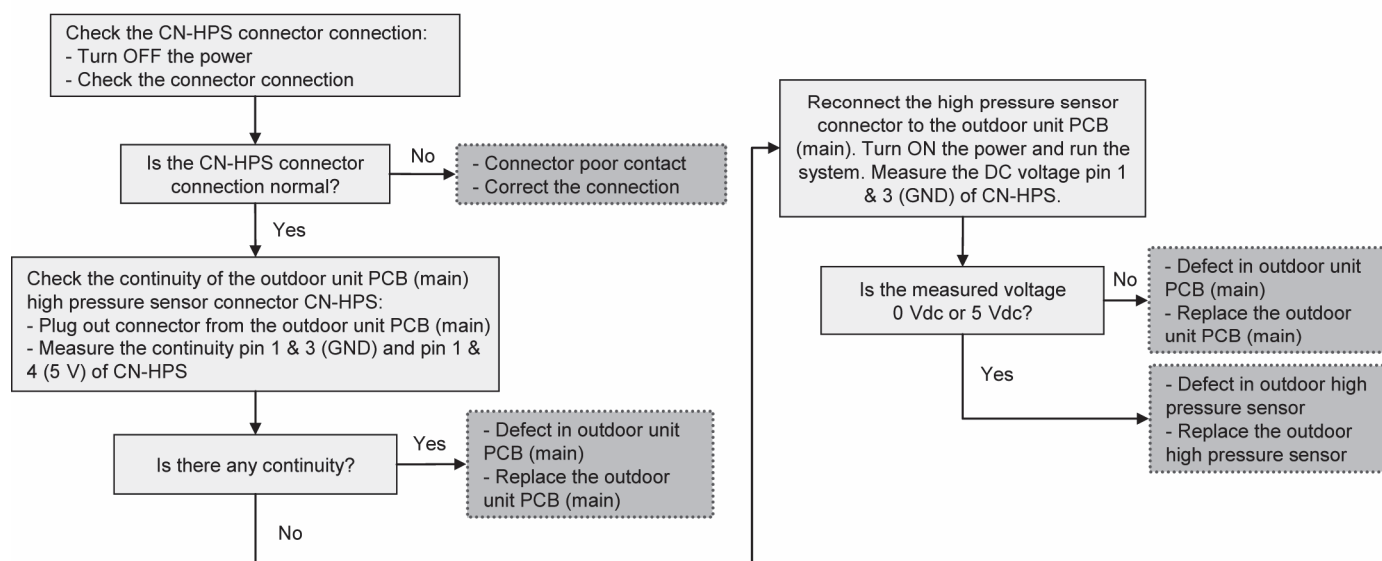 Check the CN-HPS connector connection:
- Turn OFF the power
- Check the connector connection
Is the CN-HPS connector
connection normal?
No
- Connector poor contact
- Correct the connection
Yes
Check the continuity of the outdoor unit PCB (main)
high pressure sensor connector CN-HPS:
- Plug out connector from the outdoor unit PCB (main)
- Measure the continuity pin 1 & 3 (GND) and pin 1 &
4 (5 V) of CN-HPS
Is there any continuity?
Yes
- Defect in outdoor unit
PCB (main)
- Replace the outdoor
unit PCB (main)
No
Reconnect the high pressure sensor
connector to the outdoor unit PCB
(main). Turn ON the power and run the
system. Measure the DC voltage pin 1
& 3 (GND) of CN-HPS.
Is the measured voltage
0 Vdc or 5 Vdc?
No
- Defect in outdoor unit
PCB (main)
- Replace the outdoor
unit PCB (main)
Yes
- Defect in outdoor high
pressure sensor
- Replace the outdoor
high pressure sensor